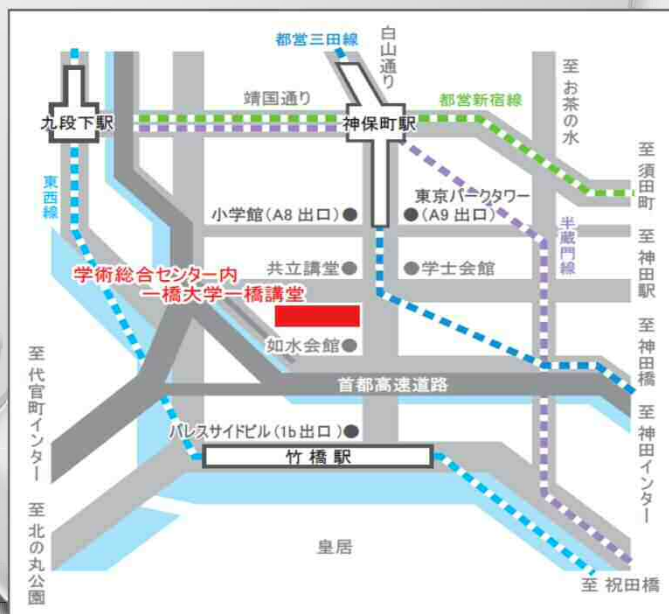 都営三田線
白山通り
至 お茶の水
靖国通り
都営新宿線
九段下駅
神保町駅
東西線
至 須田町
小学館(A8 出口)
東京パークタワー
(A9 出口)
半蔵門線
至 神田駅
学術総合センター内
一橋大学一橋講堂
共立講堂
学士会館
如水会館
至 神田橋
首都高速道路
至 代官町インター
至 神田インター
パレスサイドビル(1b 出口)
竹橋駅
至 北の丸公園
皇居
至 祝田橋